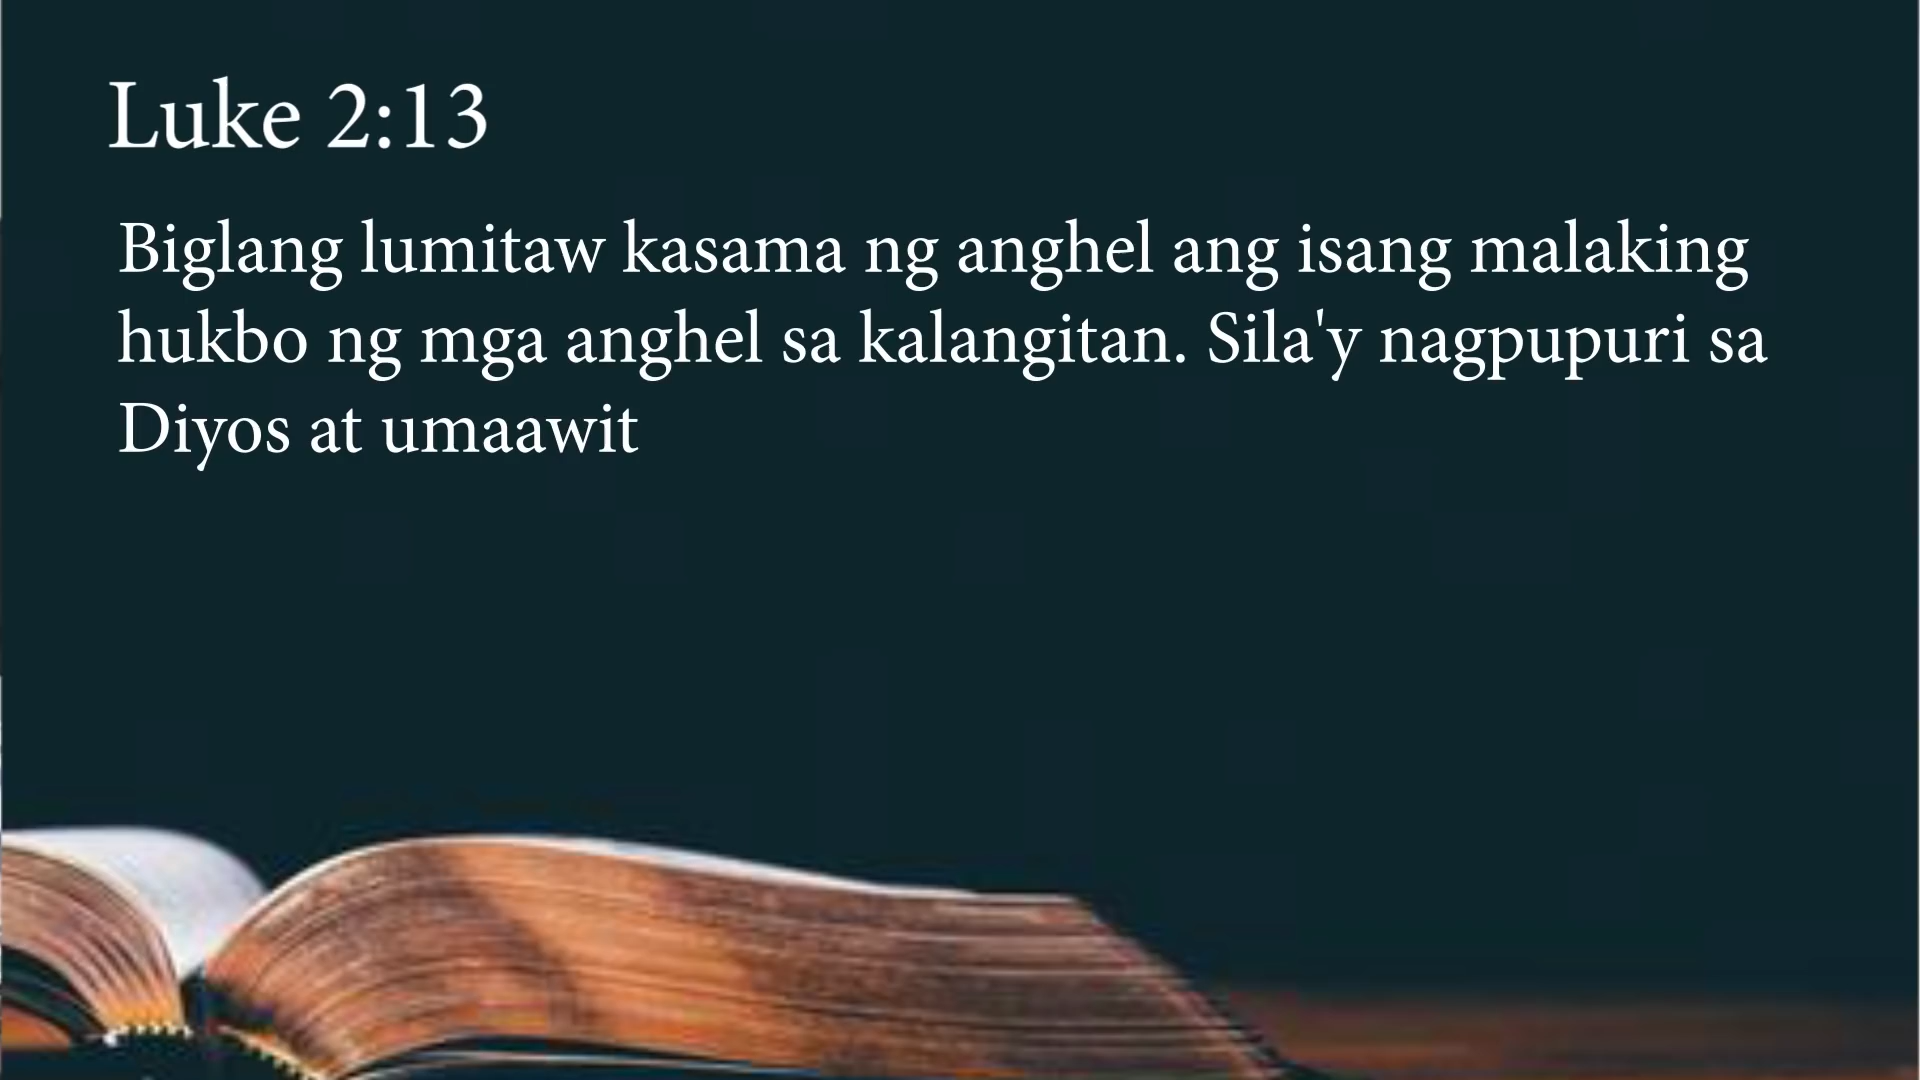 Luke 2:13
Biglang lumitaw kasama ng anghel ang isang malaking
hukbo ng mga anghel sa kalangitan. Sila'y nagpupuri sa
Diyos at umaawit